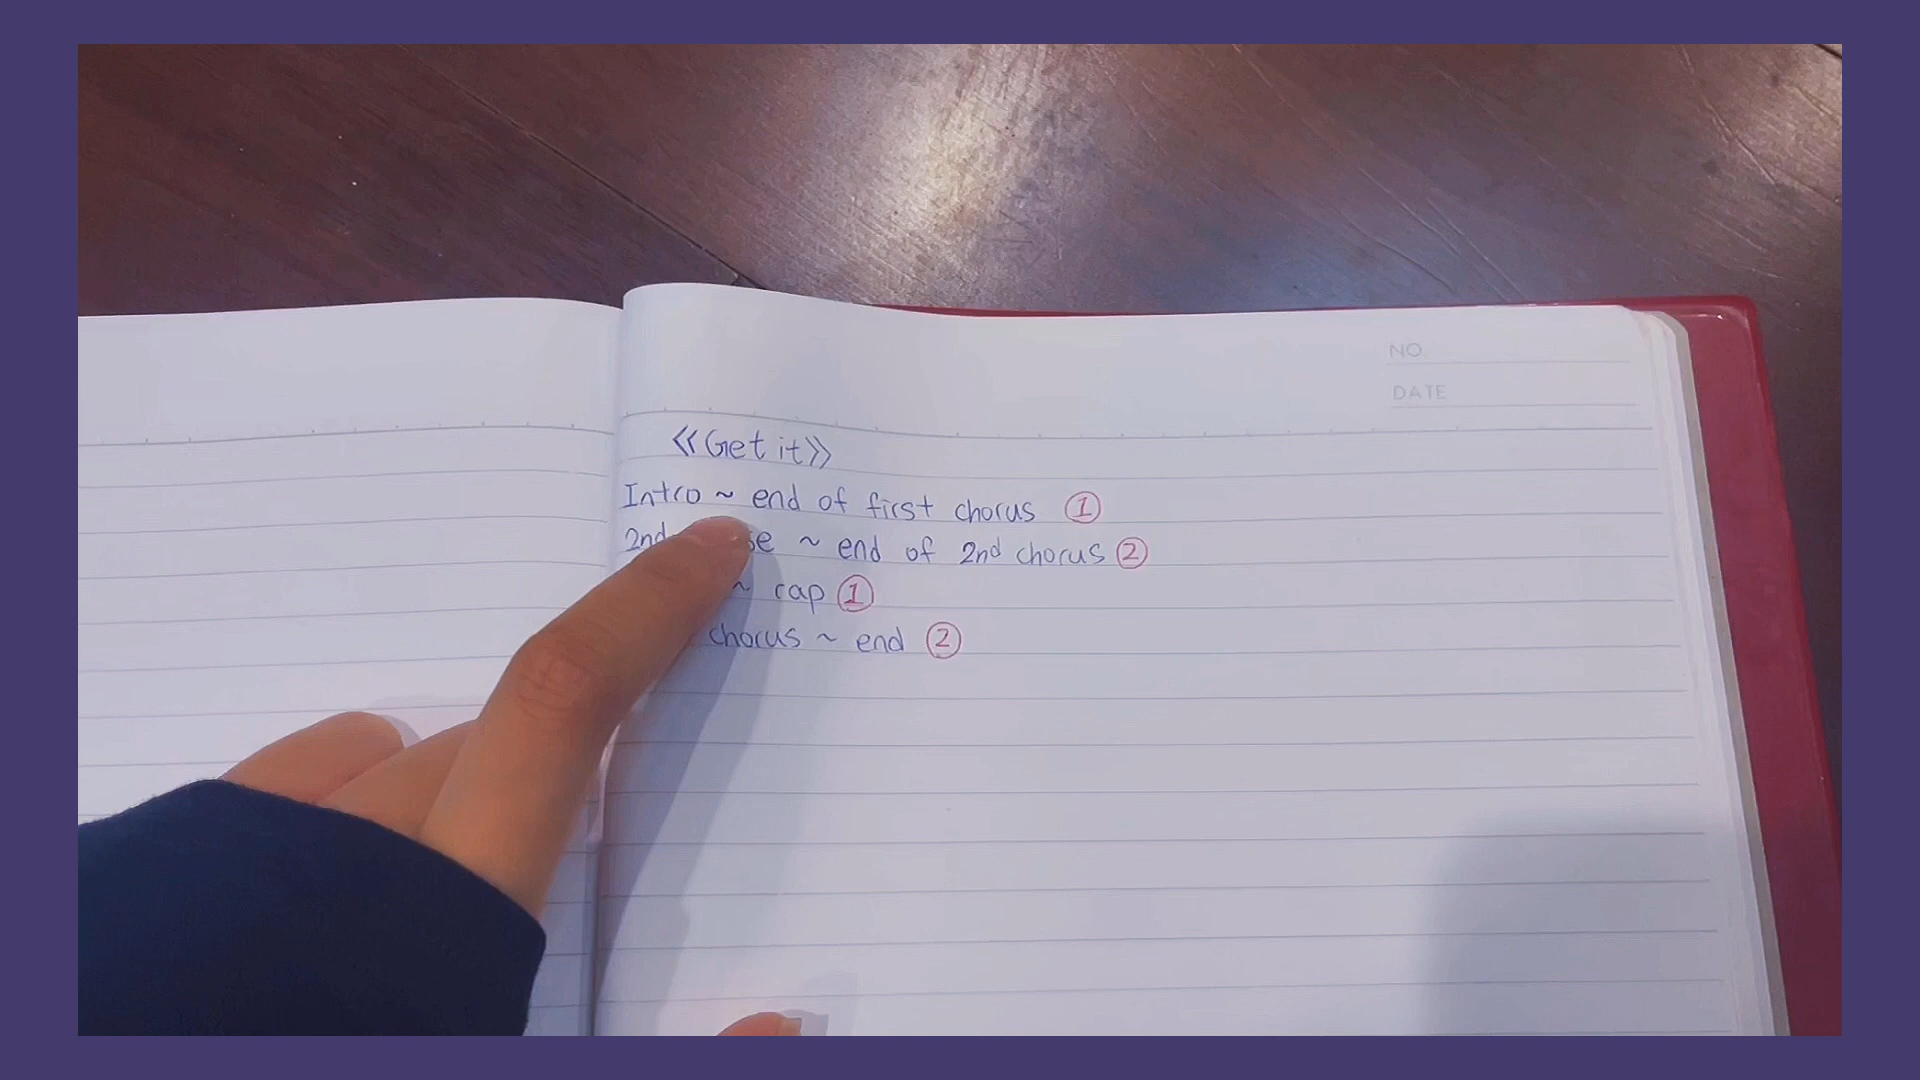 NO.
DATE
《Get it》
Intro ~ end of first chorus ①
2nd ~ end of 2nd chorus ②
~ rap ①
chorus ~ end ②